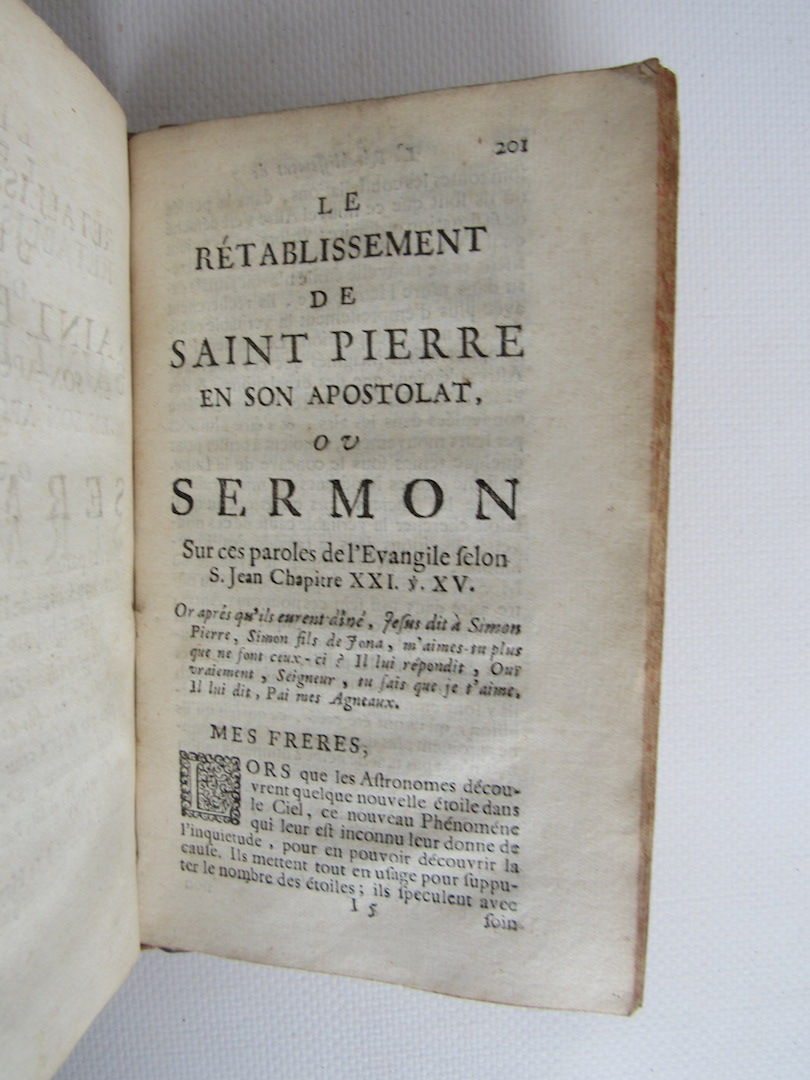 201
LE
RÉTABLISSEMENT
DE
SAINT PIERRE
EN SON APOSTOLAT,
OV
SERMON
Sur ces paroles de l'Evangile ſelon
S. Jean Chapitre XXI. ℣. XV.
Or aprés qu'ils eurent dîné, Jeſus dit à Simon
Pierre, Simon fils de Jona, m'aimes-tu plus
que ne font ceux-ci ? Il lui répondit, Ouï
vraiement, Seigneur, tu ſais que je t'aime.
Il lui dit, Pai mes Agneaux.
MES FRERES,
LORS que les Aſtronomes décou-
vrent quelque nouvelle étoile dans
le Ciel, ce nouveau Phénoméne
qui leur eſt inconnu leur donne de
l'inquietude, pour en pouvoir découvrir la
cauſe. Ils mettent tout en uſage pour ſuppu-
ter le nombre des étoiles ; ils ſpeculent avec
I 5
ſoin